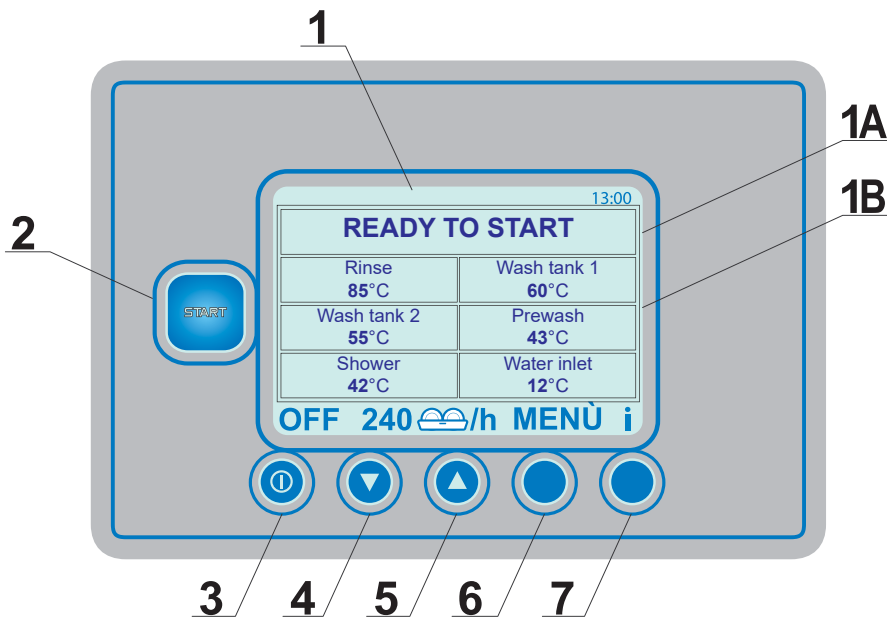 1
1A
13:00
1B
READY TO START
2
Rinse
85°C
Wash tank 1
60°C
START
Wash tank 2
55°C
Prewash
43°C
Shower
42°C
Water inlet
12°C
OFF 240 /h MENÙ i
3 4 5 6 7